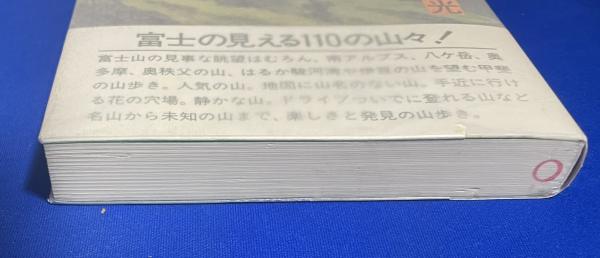 光
富士の見える110の山々!
富士山の見事な眺望はむろん、南アルプス、八ケ岳、奥
多摩、奥秩父の山、はるか駿河湾や伊豆の山を望む甲斐
の山歩き。人気の山。地図に山名のない山。手近に行け
る花の穴場。静かな山。ドライブついでに登れる山など
名山から未知の山まで、楽しさと発見の山歩き。